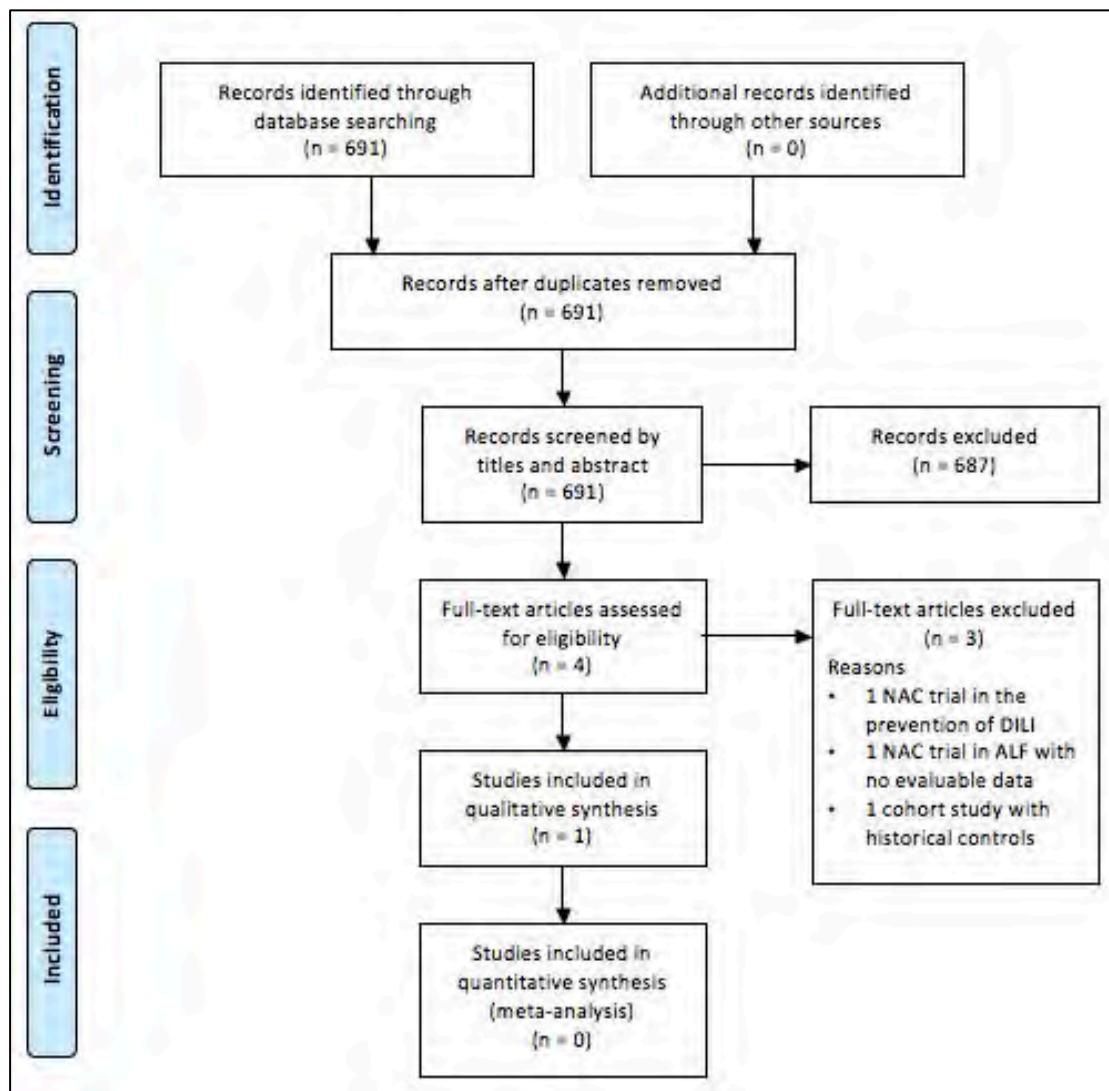 Identification
Records identified through
database searching
(n = 691)
Additional records identified
through other sources
(n = 0)
Records after duplicates removed
(n = 691)
Screening
Records screened by
titles and abstract
(n = 691)
Records excluded
(n = 687)
Eligibility
Full-text articles assessed
for eligibility
(n = 4)
Full-text articles excluded
(n = 3)
Reasons
• 1 NAC trial in the
prevention of DILI
• 1 NAC trial in ALF with
no evaluable data
• 1 cohort study with
historical controls
Studies included in
qualitative synthesis
(n = 1)
Included
Studies included in
quantitative synthesis
(meta-analysis)
(n = 0)